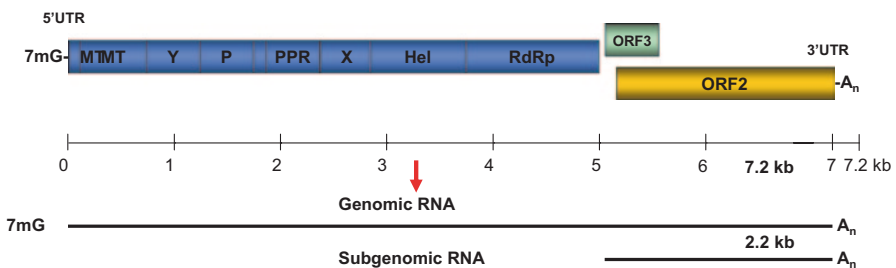 5'UTR
ORF3
7mG- MT MT Y P PPR X Hel RdRp
3'UTR
ORF2 -An
0 1 2 3 4 5 6 7.2 kb 7 7.2 kb
Genomic RNA
7mG An
2.2 kb
Subgenomic RNA An